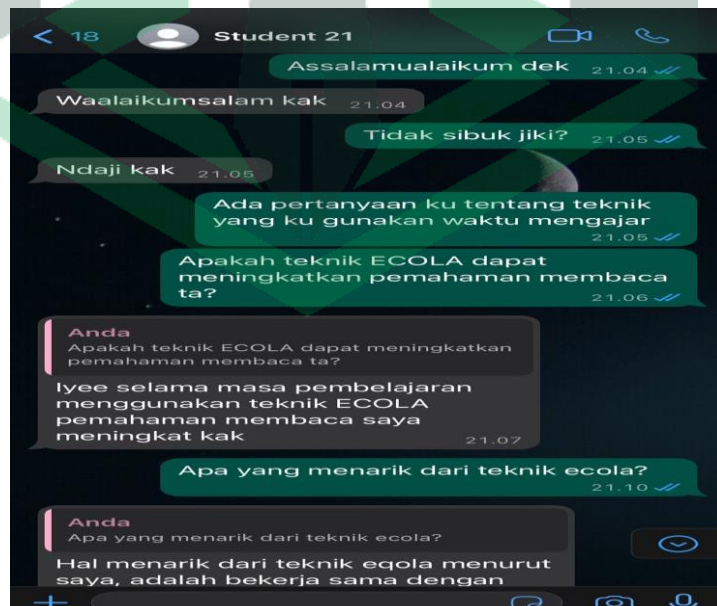 18 Student 21
Assalamualaikum dek 21.04
Waalaikumsalam kak 21.04
Tidak sibuk jiki? 21.05
Ndaji kak 21.05
Ada pertanyaan ku tentang teknik
yang ku gunakan waktu mengajar
21.05
Apakah teknik ECOLA dapat
meningkatkan pemahaman membaca
ta? 21.06
Anda
Apakah teknik ECOLA dapat meningkatkan
pemahaman membaca ta?
Iyee selama masa pembelajaran
menggunakan teknik ECOLA
pemahaman membaca saya
meningkat kak 21.07
Apa yang menarik dari teknik ecola?
21.10
Anda
Apa yang menarik dari teknik ecola?
Hal menarik dari teknik eqola menurut
saya, adalah bekerja sama dengan